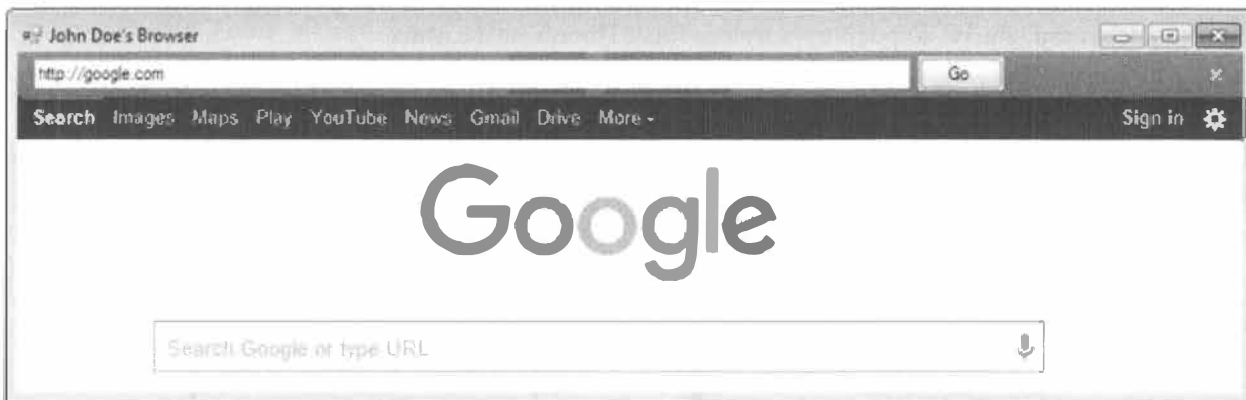 John Doe's Browser
http://google.com Go
Search Images Maps Play YouTube News Gmail Drive More Sign in
Google
Search Google or type URL